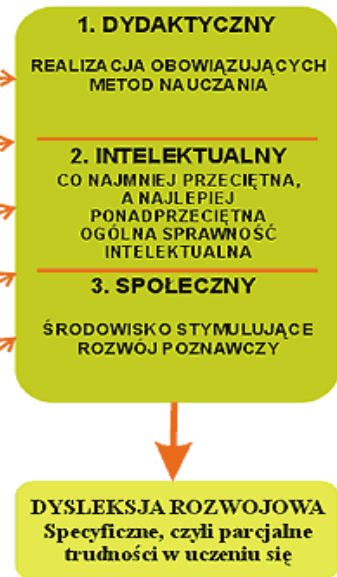 1. DYDAKTYCZNY
REALIZACJA OBOWIĄZUJĄCYCH
METOD NAUCZANIA
2. INTELEKTUALNY
CO NAJMNIEJ PRZECIĘTNA,
A NAJLEPIEJ
PONADPRZECIĘTNA
OGÓLNA SPRAWNOŚĆ
INTELEKTUALNA
3. SPOŁECZNY
ŚRODOWISKO STYMULUJĄCE
ROZWÓJ POZNAWCZY
DYSLEKSJA ROZWOJOWA
Specyficzne, czyli parcjalne
trudności w uczeniu się